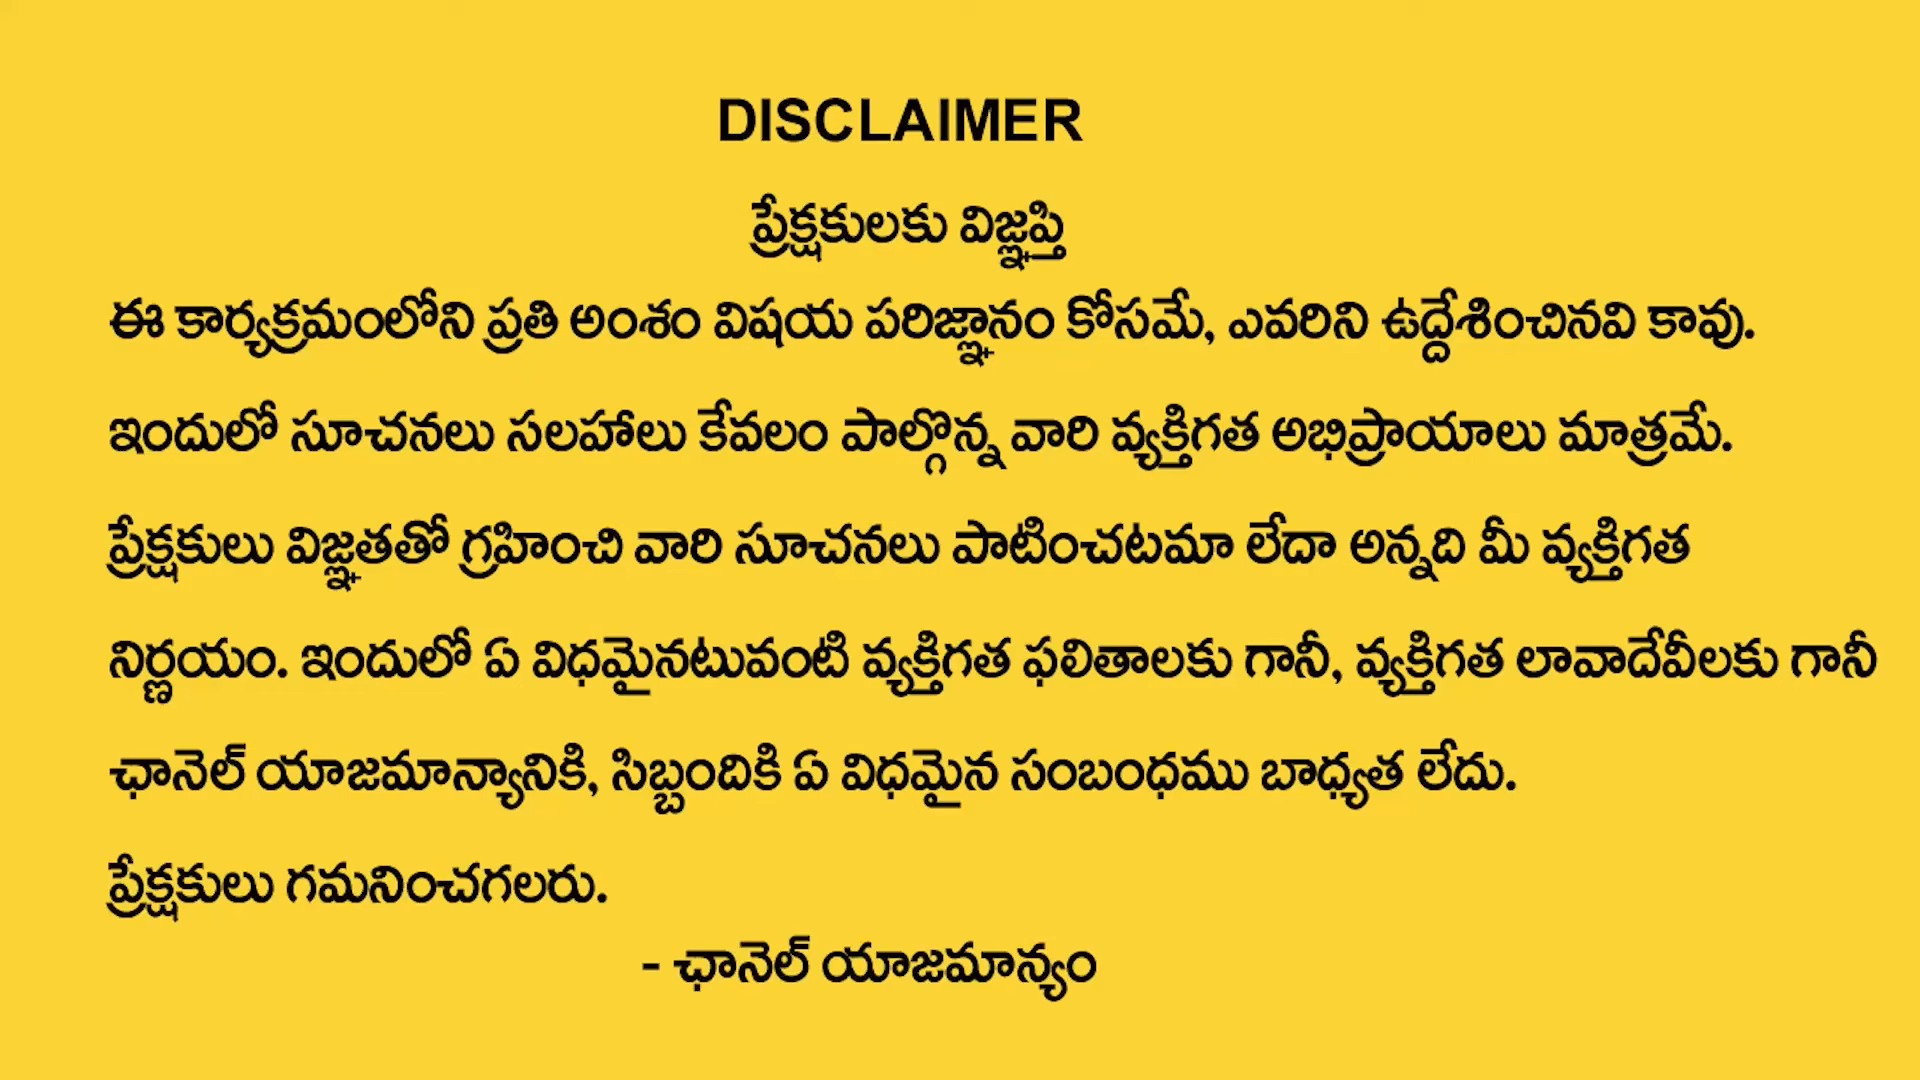 DISCLAIMER
ప్రేక్షకులకు విజ్ఞప్తి
ఈ కార్యక్రమంలోని ప్రతి అంశం విషయ పరిజ్ఞానం కోసమే, ఎవరిని ఉద్దేశించినవి కావు.
ఇందులో సూచనలు సలహాలు కేవలం పాల్గొన్న వారి వ్యక్తిగత అభిప్రాయాలు మాత్రమే.
ప్రేక్షకులు విజ్ఞతతో గ్రహించి వారి సూచనలు పాటించటమా లేదా అన్నది మీ వ్యక్తిగత
నిర్ణయం. ఇందులో ఏ విధమైనటువంటి వ్యక్తిగత ఫలితాలకు గానీ, వ్యక్తిగత లావాదేవీలకు గానీ
ఛానెల్ యాజమాన్యానికి, సిబ్బందికి ఏ విధమైన సంబంధము బాధ్యత లేదు.
ప్రేక్షకులు గమనించగలరు.
- ఛానెల్ యాజమాన్యం